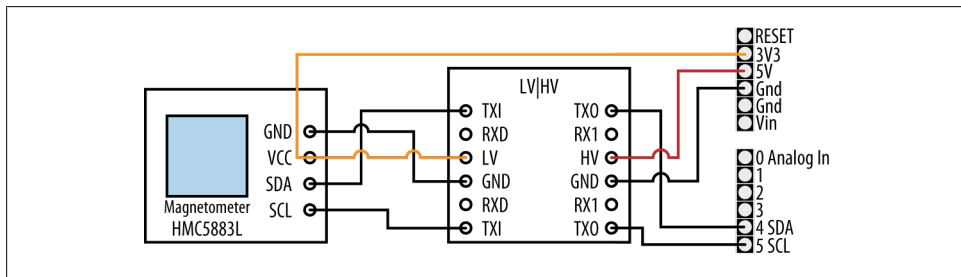 GND
VCC
SDA
SCL
Magnetometer
HMC5883L
LV|HV
TXI
RXD
LV
GND
RXD
TXI
TXO
RX1
HV
GND
RX1
TXO
RESET
3V3
5V
Gnd
Gnd
Vin
0 Analog In
1
2
3
4 SDA
5 SCL